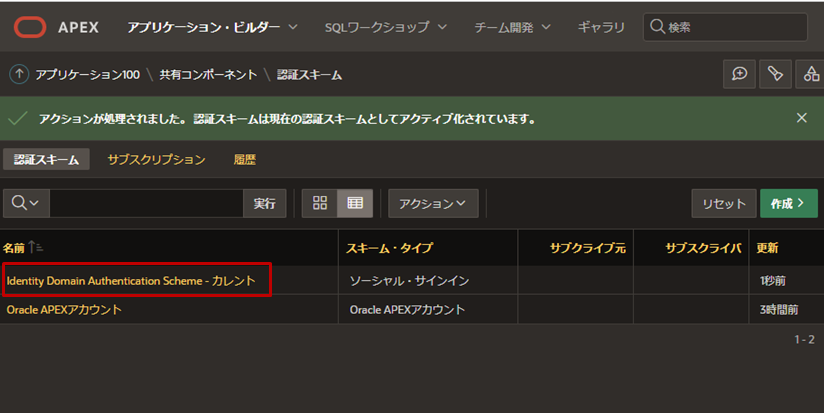 APEX アプリケーション・ビルダー SQLワークショップ チーム開発 ギャラリ 検索
アプリケーション100 \ 共有コンポーネント \ 認証スキーム
アクションが処理されました。 認証スキームは現在の認証スキームとしてアクティブ化されています。
認証スキーム サブスクリプション 履歴
実行 アクション リセット 作成
名前 スキーム・タイプ サブクライブ元 サブスクライバ 更新
Identity Domain Authentication Scheme - カレント ソーシャル・サインイン 1秒前
Oracle APEXアカウント Oracle APEXアカウント 3時間前
1 - 2